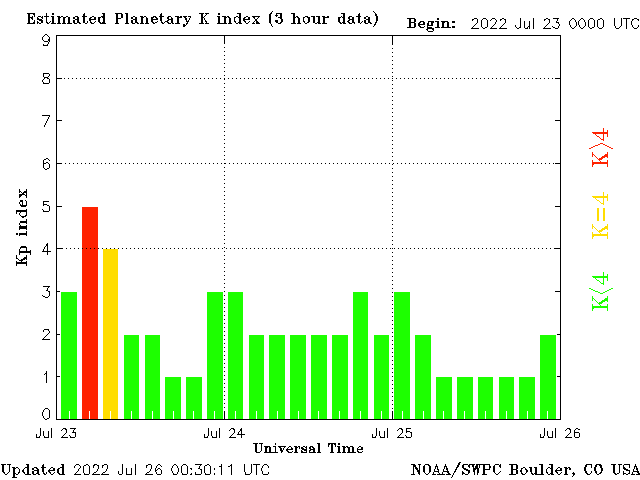 Estimated Planetary K index (3 hour data)
Begin: 2022 Jul 23 0000 UTC
9
8
7
6
5
4
3
2
1
0
Kp index
K>4
K=4
K<4
Jul 23
Jul 24
Jul 25
Jul 26
Universal Time
Updated 2022 Jul 26 00:30:11 UTC
NOAA/SWPC Boulder, CO USA